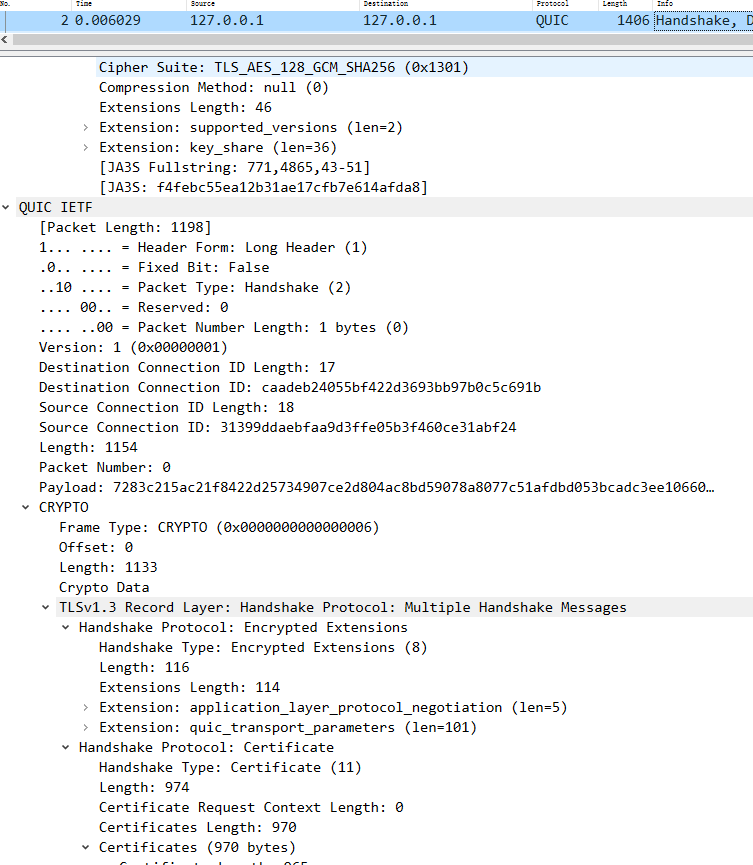 No. Time Source Destination Protocol Length Info
2 0.006029 127.0.0.1 127.0.0.1 QUIC 1406 Handshake, D
Cipher Suite: TLS_AES_128_GCM_SHA256 (0x1301)
Compression Method: null (0)
Extensions Length: 46
Extension: supported_versions (len=2)
Extension: key_share (len=36)
[JA3S Fullstring: 771,4865,43-51]
[JA3S: f4febc55ea12b31ae17cfb7e614afda8]
QUIC IETF
[Packet Length: 1198]
1... .... = Header Form: Long Header (1)
.0.. .... = Fixed Bit: False
..10 .... = Packet Type: Handshake (2)
.... 00.. = Reserved: 0
.... ..00 = Packet Number Length: 1 bytes (0)
Version: 1 (0x00000001)
Destination Connection ID Length: 17
Destination Connection ID: caadeb24055bf422d3693bb97b0c5c691b
Source Connection ID Length: 18
Source Connection ID: 31399ddaebfaa9d3ffe05b3f460ce31abf24
Length: 1154
Packet Number: 0
Payload: 7283c215ac21f8422d25734907ce2d804ac8bd59078a8077c51afdbd053bcadc3ee10660…
CRYPTO
Frame Type: CRYPTO (0x0000000000000006)
Offset: 0
Length: 1133
Crypto Data
TLSv1.3 Record Layer: Handshake Protocol: Multiple Handshake Messages
Handshake Protocol: Encrypted Extensions
Handshake Type: Encrypted Extensions (8)
Length: 116
Extensions Length: 114
Extension: application_layer_protocol_negotiation (len=5)
Extension: quic_transport_parameters (len=101)
Handshake Protocol: Certificate
Handshake Type: Certificate (11)
Length: 974
Certificate Request Context Length: 0
Certificates Length: 970
Certificates (970 bytes)